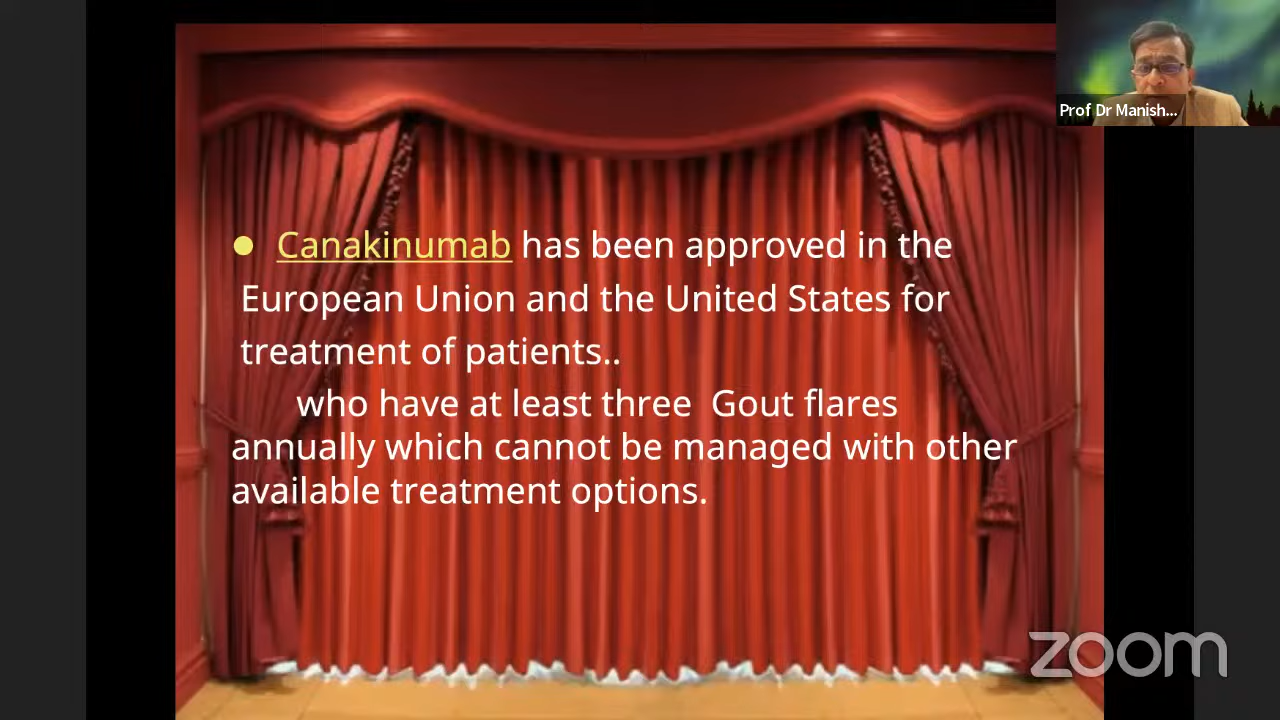 Prof Dr Manish...
● Canakinumab has been approved in the
European Union and the United States for
treatment of patients..
who have at least three Gout flares
annually which cannot be managed with other
available treatment options.
zoom